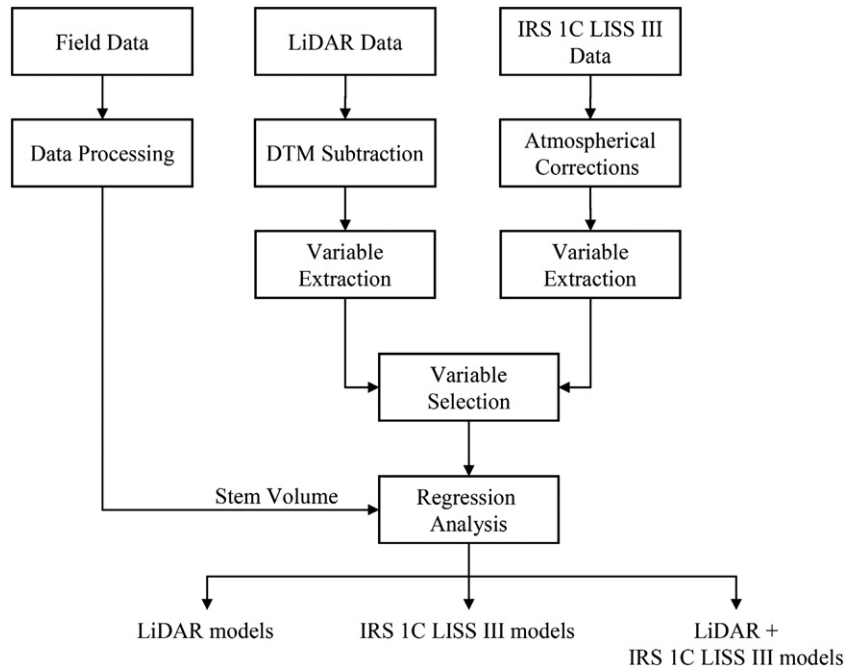 Field Data
LiDAR Data
IRS 1C LISS III
Data
Data Processing
DTM Subtraction
Atmospherical
Corrections
Variable
Extraction
Variable
Extraction
Variable
Selection
Stem Volume
Regression
Analysis
LiDAR models
IRS 1C LISS III models
LiDAR +
IRS 1C LISS III models